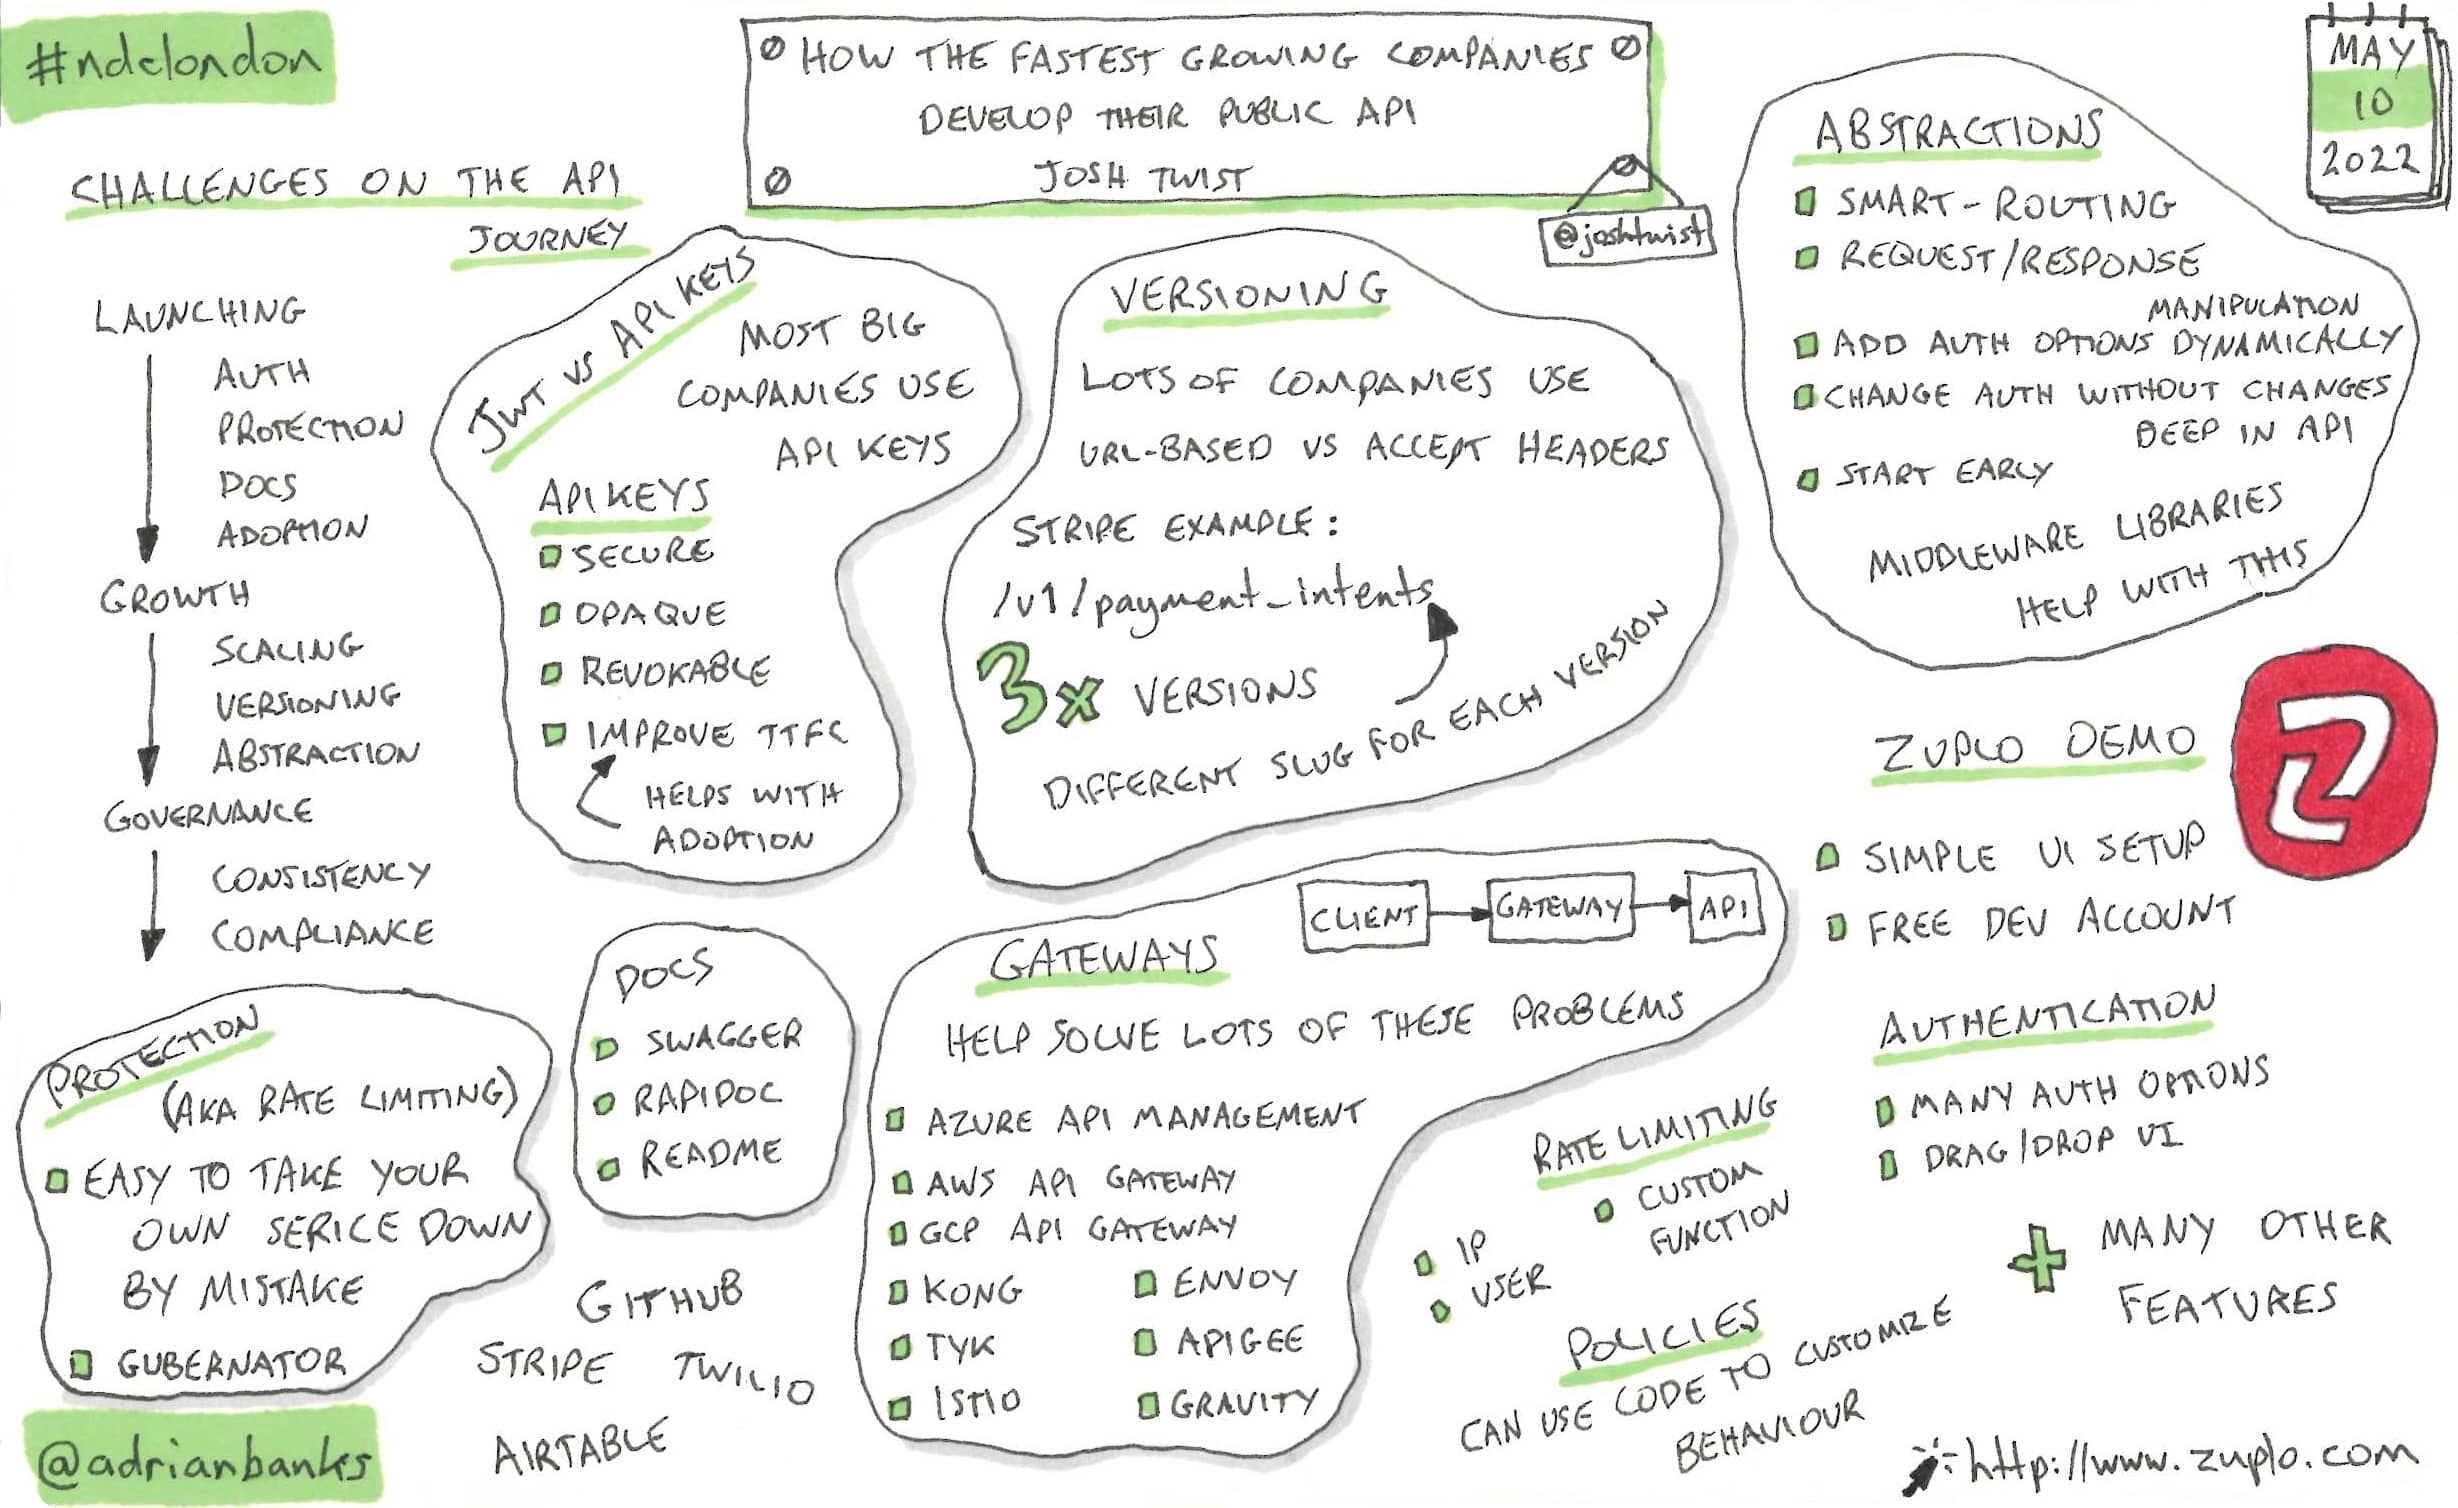 #ndclondon
HOW THE FASTEST GROWING COMPANIES
DEVELOP THEIR PUBLIC API
JOSH TWIST
@joshtwist
MAY
10
2022
CHALLENGES ON THE API
JOURNEY
LAUNCHING
AUTH
PROTECTION
DOCS
ADOPTION
GROWTH
SCALING
VERSIONING
ABSTRACTION
GOVERNANCE
CONSISTENCY
COMPLIANCE
JWT VS API KEYS
MOST BIG
COMPANIES USE
API KEYS
API KEYS
SECURE
OPAQUE
REVOKABLE
IMPROVE TTFC
HELPS WITH
ADOPTION
VERSIONING
LOTS OF COMPANIES USE
URL-BASED VS ACCEPT HEADERS
STRIPE EXAMPLE:
/v1/payment_intents
3x VERSIONS
DIFFERENT SLUG FOR EACH VERSION
ABSTRACTIONS
SMART-ROUTING
REQUEST/RESPONSE
MANIPULATION
ADD AUTH OPTIONS DYNAMICALLY
CHANGE AUTH WITHOUT CHANGES
DEEP IN API
START EARLY
MIDDLEWARE LIBRARIES
HELP WITH THIS
PROTECTION
(AKA RATE LIMITING)
EASY TO TAKE YOUR
OWN SERICE DOWN
BY MISTAKE
GUBERNATOR
@adrianbanks
DOCS
SWAGGER
RAPIDOC
README
GITHUB
STRIPE TWILIO
AIRTABLE
GATEWAYS
CLIENT GATEWAY API
HELP SOLVE LOTS OF THESE PROBLEMS
AZURE API MANAGEMENT
AWS API GATEWAY
GCP API GATEWAY
KONG ENVOY
TYK APIGEE
ISTIO GRAVITY
ZUPLO DEMO
SIMPLE UI SETUP
FREE DEV ACCOUNT
AUTHENTICATION
MANY AUTH OPTIONS
DRAG/DROP UI
RATE LIMITING
CUSTOM
FUNCTION
IP
USER
+ MANY OTHER
FEATURES
POLICIES
CAN USE CODE TO CUSTOMIZE
BEHAVIOUR
http://www.zuplo.com